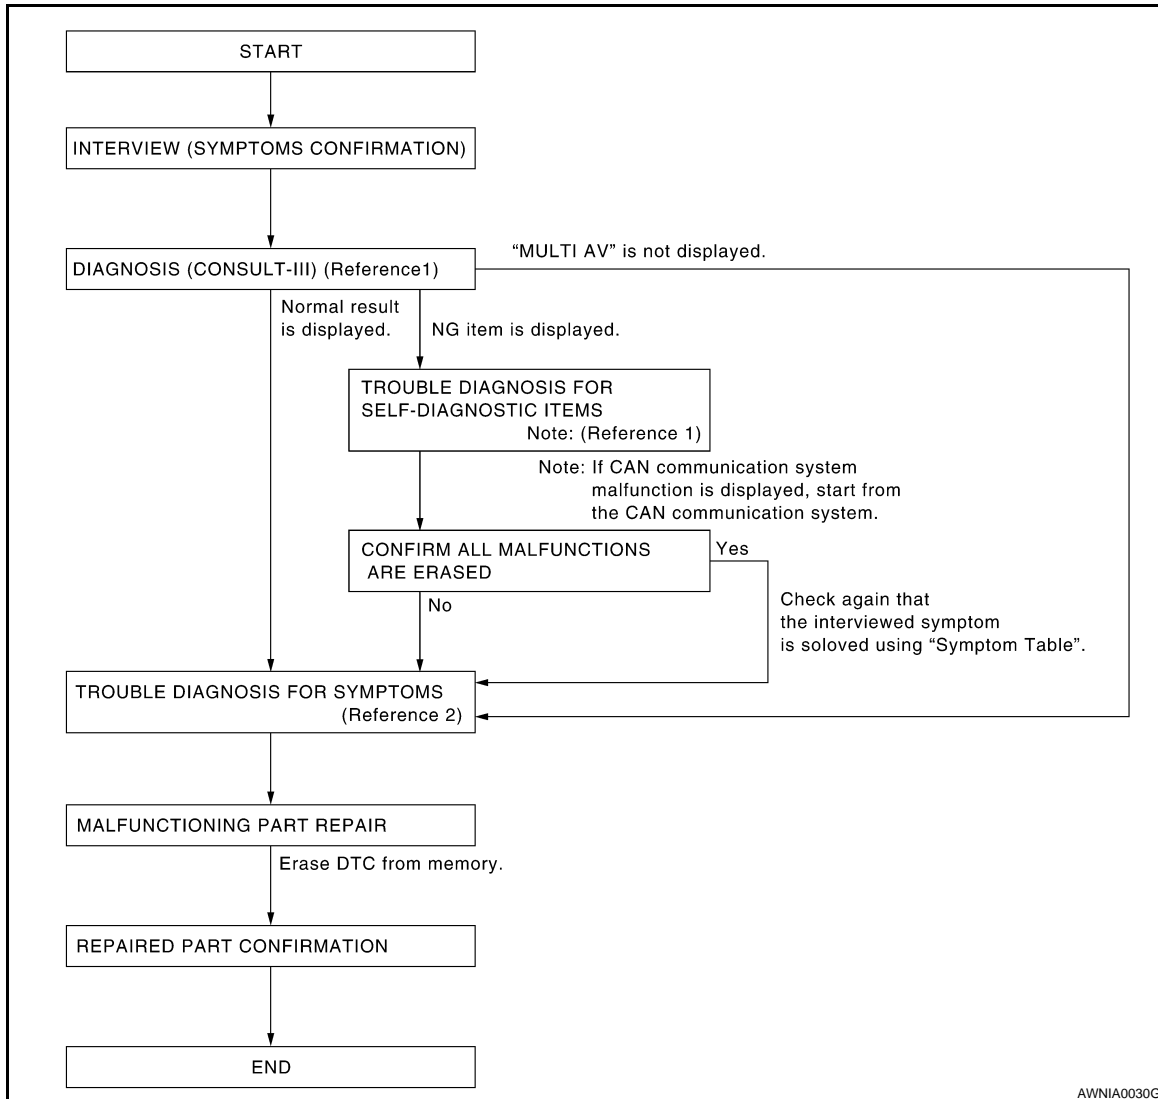 START
INTERVIEW (SYMPTOMS CONFIRMATION)
DIAGNOSIS (CONSULT-III) (Reference1)
“MULTI AV” is not displayed.
Normal result
is displayed.
NG item is displayed.
TROUBLE DIAGNOSIS FOR
SELF-DIAGNOSTIC ITEMS
Note: (Reference 1)
Note: If CAN communication system
malfunction is displayed, start from
the CAN communication system.
CONFIRM ALL MALFUNCTIONS
ARE ERASED
Yes
No
Check again that
the interviewed symptom
is soloved using “Symptom Table”.
TROUBLE DIAGNOSIS FOR SYMPTOMS
(Reference 2)
MALFUNCTIONING PART REPAIR
Erase DTC from memory.
REPAIRED PART CONFIRMATION
END
AWNIA0030G